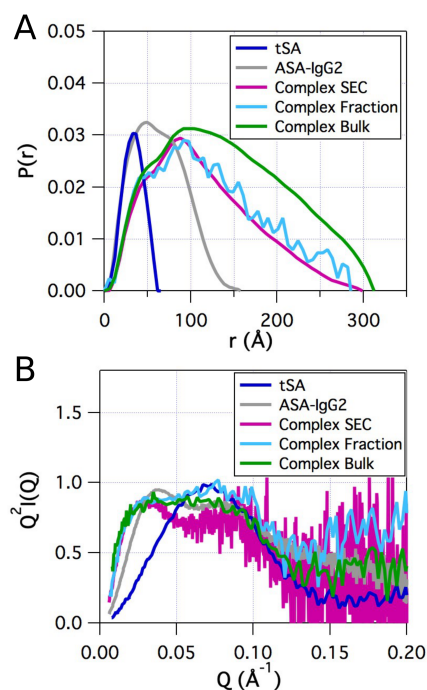 A
0.05
0.04
0.03
0.02
0.01
0.00
P(r)
tSA
ASA-IgG2
Complex SEC
Complex Fraction
Complex Bulk
0
100
200
300
r (Å)
B
1.5
1.0
0.5
0.0
Q²I(Q)
tSA
ASA-IgG2
Complex SEC
Complex Fraction
Complex Bulk
0.00
0.05
0.10
0.15
0.20
Q (Å⁻¹)